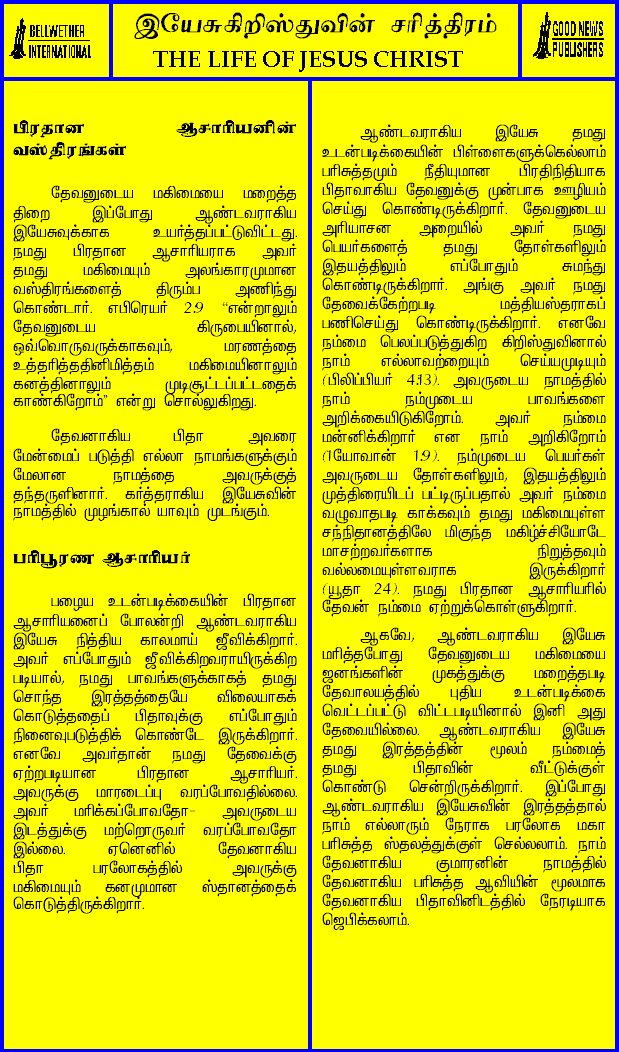 BELLWETHER
INTERNATIONAL
இயேசுகிறிஸ்துவின் சரித்திரம்
THE LIFE OF JESUS CHRIST
GOOD NEWS
PUBLISHERS
பிரதான ஆசாரியனின்
வஸ்திரங்கள்
தேவனுடைய மகிமையை மறைத்த
திரை இப்போது ஆண்டவராகிய
இயேசுவுக்காக உயர்த்தப்பட்டுவிட்டது.
நமது பிரதான ஆசாரியராக அவர்
தமது மகிமையும் அலங்காரமுமான
வஸ்திரங்களைத் திரும்ப அணிந்து
கொண்டார். எபிரெயர் 2:9 “என்றாலும்
தேவனுடைய கிருபையினால்,
ஒவ்வொருவருக்காகவும், மரணத்தை
உத்தரித்ததினிமித்தம் மகிமையினாலும்
கனத்தினாலும் முடிசூட்டப்பட்டதைக்
காண்கிறோம்” என்று சொல்லுகிறது.
தேவனாகிய பிதா அவரை
மேன்மைப் படுத்தி எல்லா நாமங்களுக்கும்
மேலான நாமத்தை அவருக்குத்
தந்தருளினார். கர்த்தராகிய இயேசுவின்
நாமத்தில் முழங்கால் யாவும் முடங்கும்.
பரிபூரண ஆசாரியர்
பழைய உடன்படிக்கையின் பிரதான
ஆசாரியனைப் போலன்றி ஆண்டவராகிய
இயேசு நித்திய காலமாய் ஜீவிக்கிறார்.
அவர் எப்போதும் ஜீவிக்கிறவராயிருக்கிற
படியால், நமது பாவங்களுக்காகத் தமது
சொந்த இரத்தத்தையே விலையாகக்
கொடுத்ததைப் பிதாவுக்கு எப்போதும்
நினைவுபடுத்திக் கொண்டே இருக்கிறார்.
எனவே அவர்தான் நமது தேவைக்கு
ஏற்றபடியான பிரதான ஆசாரியர்.
அவருக்கு மாரடைப்பு வரப்போவதில்லை.
அவர் மரிக்கப்போவதோ- அவருடைய
இடத்துக்கு மற்றொருவர் வரப்போவதோ
இல்லை. ஏனெனில் தேவனாகிய
பிதா பரலோகத்தில் அவருக்கு
மகிமையும் கனமுமான ஸ்தானத்தைக்
கொடுத்திருக்கிறார்.
ஆண்டவராகிய இயேசு தமது
உடன்படிக்கையின் பிள்ளைகளுக்கெல்லாம்
பரிசுத்தமும் நீதியுமான பிரதிநிதியாக
பிதாவாகிய தேவனுக்கு முன்பாக ஊழியம்
செய்து கொண்டிருக்கிறார். தேவனுடைய
அரியாசன அறையில் அவர் நமது
பெயர்களைத் தமது தோள்களிலும்
இதயத்திலும் எப்போதும் சுமந்து
கொண்டிருக்கிறார். அங்கு அவர் நமது
தேவைக்கேற்றபடி மத்தியஸ்தராகப்
பணிசெய்து கொண்டிருக்கிறார். எனவே
நம்மை பெலப்படுத்துகிற கிறிஸ்துவினால்
நாம் எல்லாவற்றையும் செய்யமுடியும்
(பிலிப்பியர் 4:13). அவருடைய நாமத்தில்
நாம் நம்முடைய பாவங்களை
அறிக்கையிடுகிறோம். அவர் நம்மை
மன்னிக்கிறார் என நாம் அறிகிறோம்
(1யோவான் 1:9). நம்முடைய பெயர்கள்
அவருடைய தோள்களிலும், இதயத்திலும்
முத்திரையிடப் பட்டிருப்பதால் அவர் நம்மை
வழுவாதபடி காக்கவும் தமது மகிமையுள்ள
சந்நிதானத்திலே மிகுந்த மகிழ்ச்சியோடே
மாசற்றவர்களாக நிறுத்தவும்
வல்லமையுள்ளவராக இருக்கிறார்
(யூதா 24). நமது பிரதான ஆசாரியரில்
தேவன் நம்மை ஏற்றுக்கொள்ளுகிறார்.
ஆகவே, ஆண்டவராகிய இயேசு
மரித்தபோது தேவனுடைய மகிமையை
ஜனங்களின் முகத்துக்கு மறைத்தபடி
தேவாலயத்தில் புதிய உடன்படிக்கை
வெட்டப்பட்டு விட்டபடியினால் இனி அது
தேவையில்லை. ஆண்டவராகிய இயேசு
தமது இரத்தத்தின் மூலம் நம்மைத்
தமது பிதாவின் வீட்டுக்குள்
கொண்டு சென்றிருக்கிறார். இப்போது
ஆண்டவராகிய இயேசுவின் இரத்தத்தால்
நாம் எல்லாரும் நேராக பரலோக மகா
பரிசுத்த ஸ்தலத்துக்குள் செல்லலாம். நாம்
தேவனாகிய குமாரனின் நாமத்தில்
தேவனாகிய பரிசுத்த ஆவியின் மூலமாக
தேவனாகிய பிதாவினிடத்தில் நேரடியாக
ஜெபிக்கலாம்.